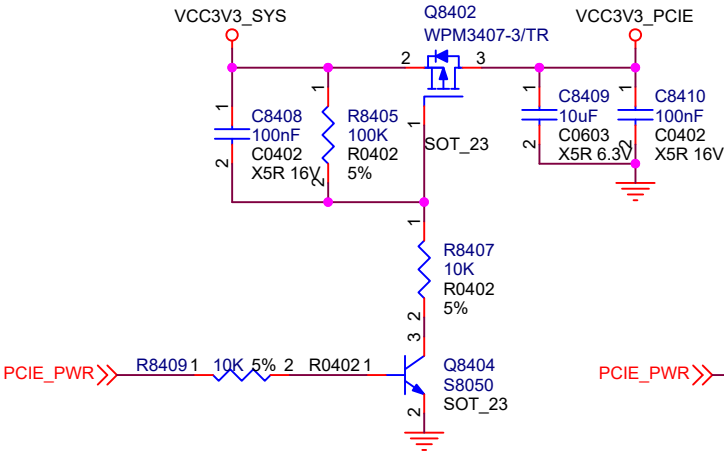 VCC3V3_SYS
Q8402
WPM3407-3/TR
VCC3V3_PCIE
2
3
1
C8408
100nF
C0402
X5R 16V
2
1
R8405
100K
R0402
5%
2
1
SOT_23
1
C8409
10uF
C0603
X5R 6.3V
2
1
C8410
100nF
C0402
X5R 16V
2
1
R8407
10K
R0402
5%
2
PCIE_PWR
R8409 1 10K 5% 2 R0402 1
3
Q8404
S8050
SOT_23
2
PCIE_PWR